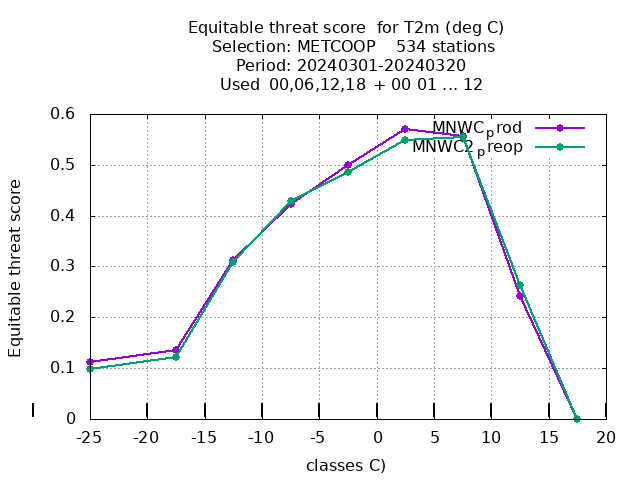 Equitable threat score  for T2m (deg C)
Selection: METCOOP    534 stations
Period: 20240301-20240320
Used  00,06,12,18  + 00 01 ... 12
MNWC_prod
MNWC2_preop
Equitable threat score
0.6
0.5
0.4
0.3
0.2
0.1
0
-25 -20 -15 -10 -5 0 5 10 15 20
classes C)